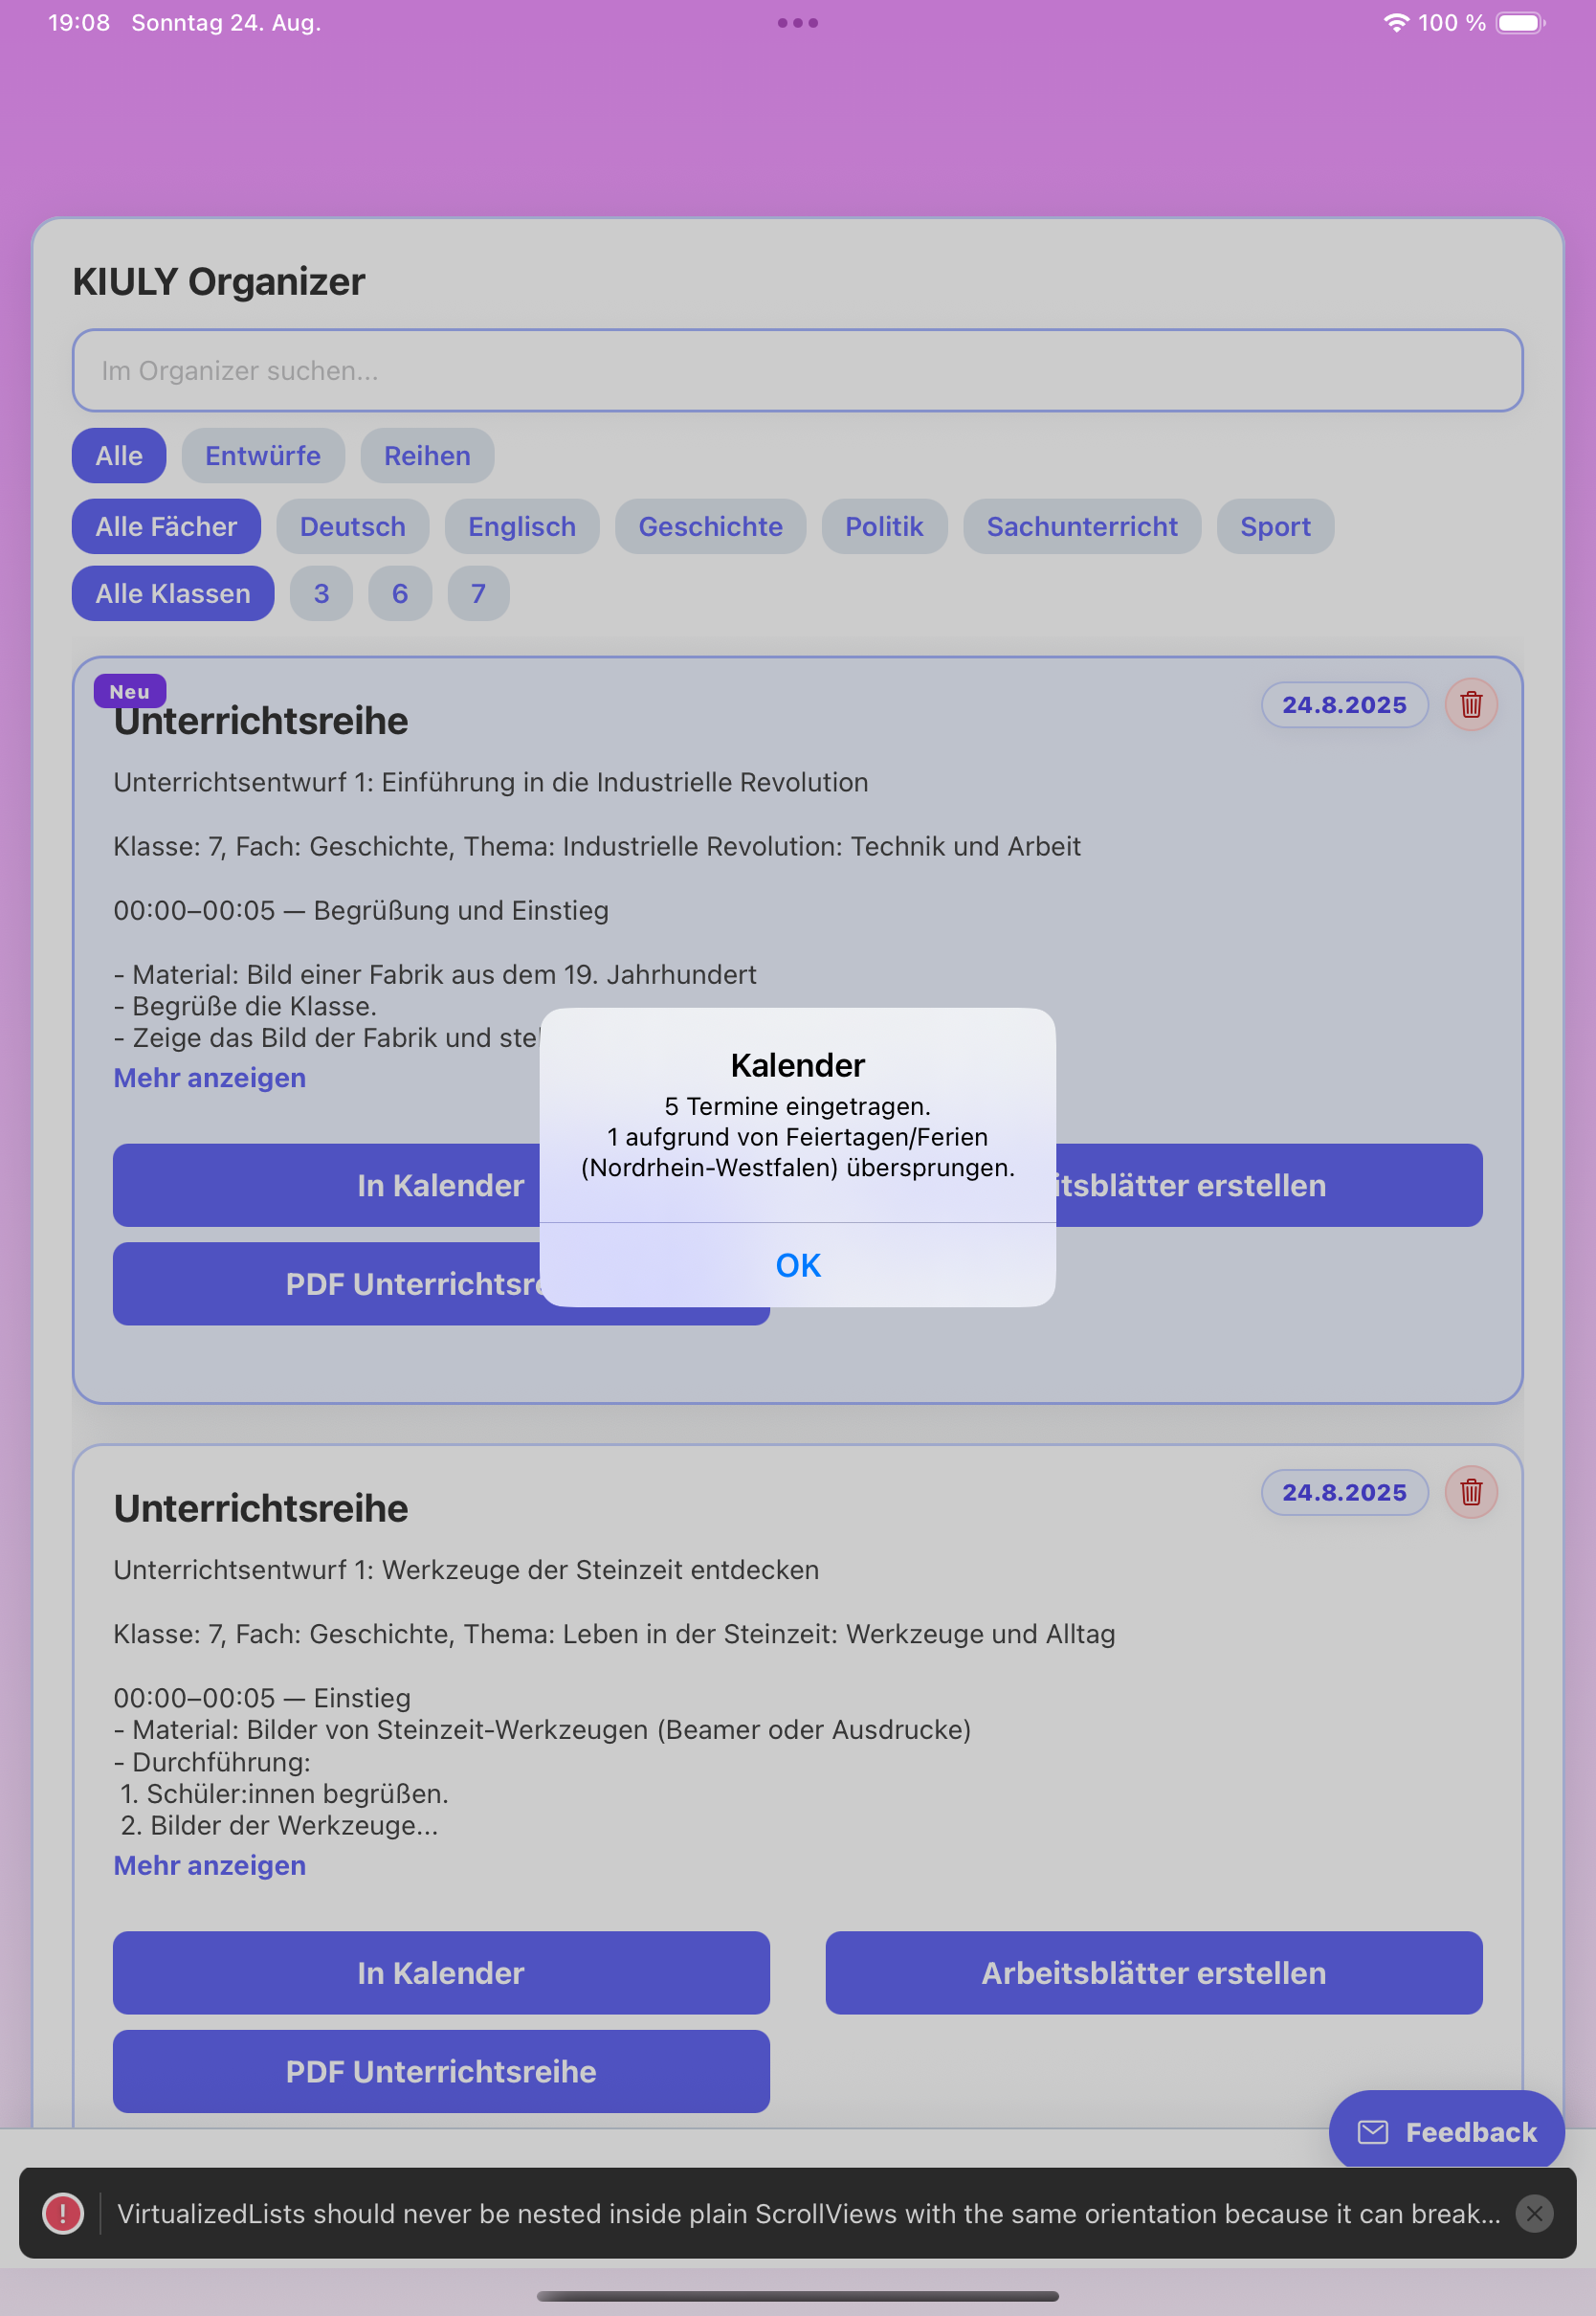 19:08 Sonntag 24. Aug.
100 %
KIULY Organizer
Im Organizer suchen...
Alle Entwürfe Reihen
Alle Fächer Deutsch Englisch Geschichte Politik Sachunterricht Sport
Alle Klassen 3 6 7
Neu
Unterrichtsreihe
24.8.2025
Unterrichtsentwurf 1: Einführung in die Industrielle Revolution
Klasse: 7, Fach: Geschichte, Thema: Industrielle Revolution: Technik und Arbeit
00:00–00:05 — Begrüßung und Einstieg
- Material: Bild einer Fabrik aus dem 19. Jahrhundert
- Begrüße die Klasse.
- Zeige das Bild der Fabrik und
Mehr anzeigen
In Kalender
erstellen
PDF
Kalender
5 Termine eingetragen.
1 aufgrund von Feiertagen/Ferien
(Nordrhein-Westfalen) übersprungen.
OK
Unterrichtsreihe
24.8.2025
Unterrichtsentwurf 1: Werkzeuge der Steinzeit entdecken
Klasse: 7, Fach: Geschichte, Thema: Leben in der Steinzeit: Werkzeuge und Alltag
00:00–00:05 — Einstieg
- Material: Bilder von Steinzeit-Werkzeugen (Beamer oder Ausdrucke)
- Durchführung:
1. Schüler:innen begrüßen.
2. Bilder der Werkzeuge...
Mehr anzeigen
In Kalender
Arbeitsblätter erstellen
PDF Unterrichtsreihe
Feedback
! VirtualizedLists should never be nested inside plain ScrollViews with the same orientation because it can break...